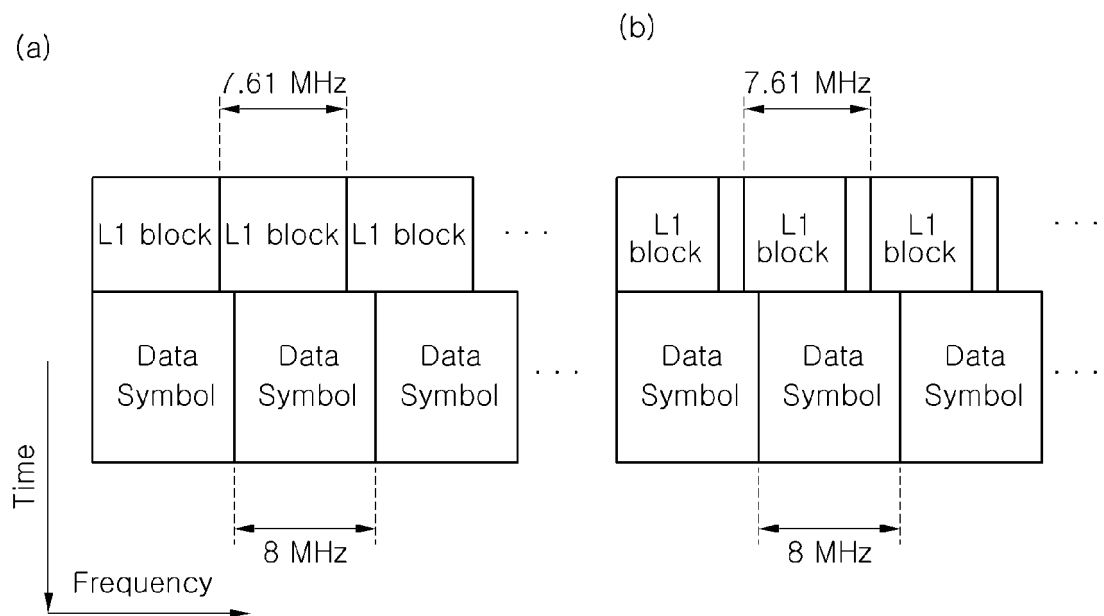 (a)
(b)
7.61 MHz
7.61 MHz
L1 block L1 block L1 block . . .
L1
block
L1
block
L1
block
. . .
Data
Symbol
Data
Symbol
Data
Symbol
. . .
Data
Symbol
Data
Symbol
Data
Symbol
. . .
8 MHz
8 MHz
Time
Frequency